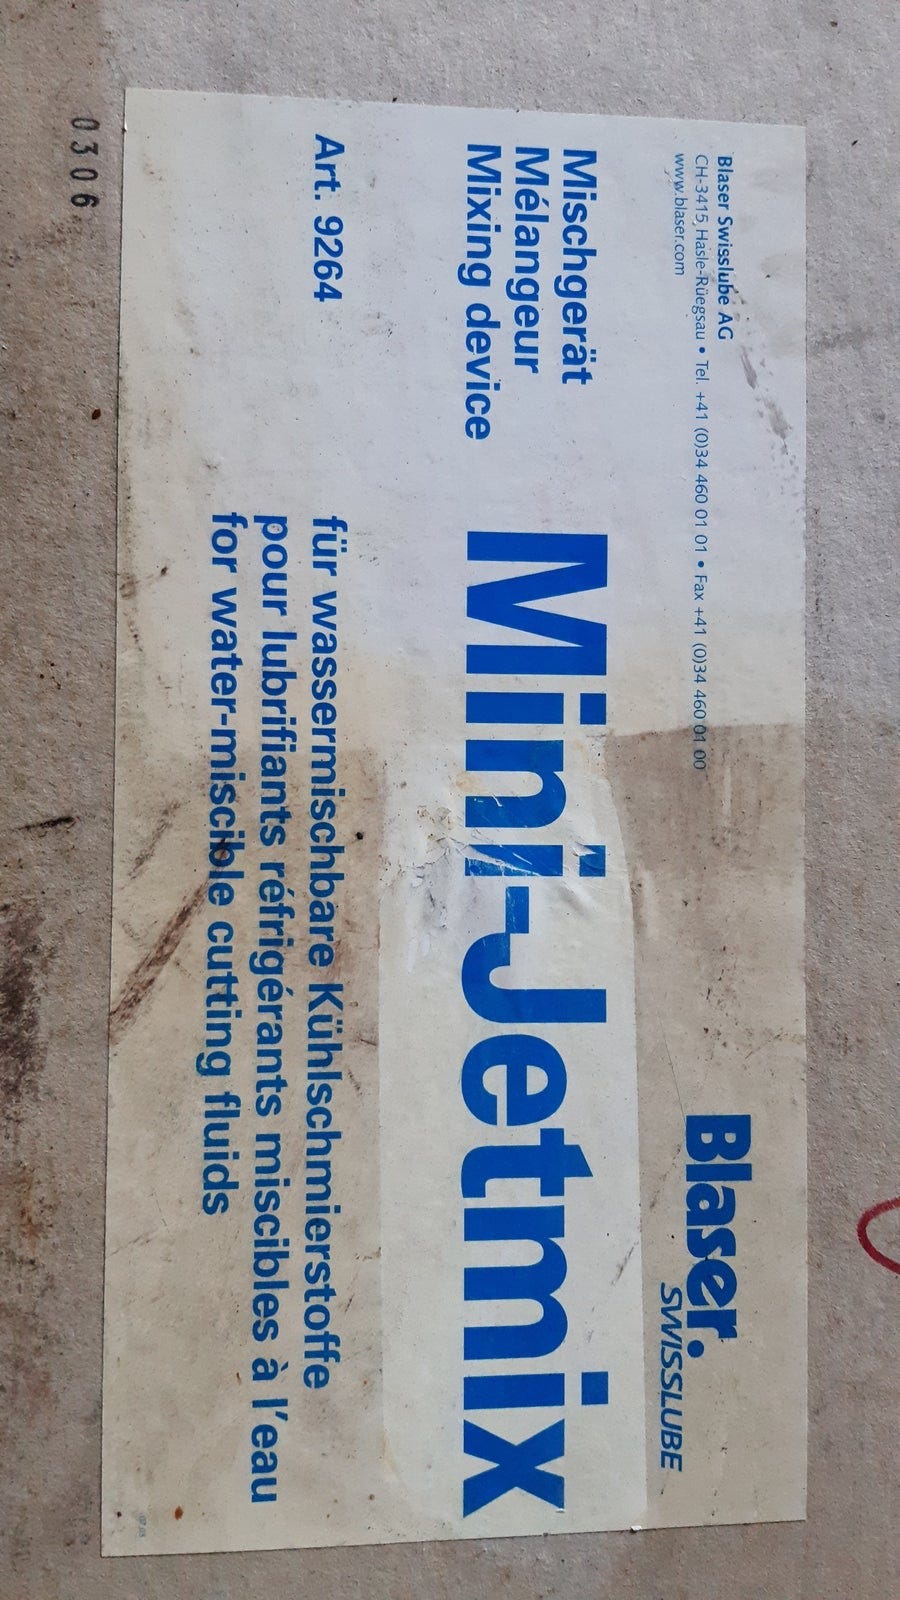 Blaser Swisslube AG
CH-3415 Hasle-Rüegsau • Tel. +41 (0)34 460 01 01 • Fax +41 (0)34 460 01 00
www.blaser.com
Blaser.
SWISSLUBE
Mischgerät
Mélangeur
Mixing device
Mini-Jetmix
Art. 9264
für wassermischbare Kühlschmierstoffe
pour lubrifiants réfrigérants miscibles à l'eau
for water-miscible cutting fluids
0306